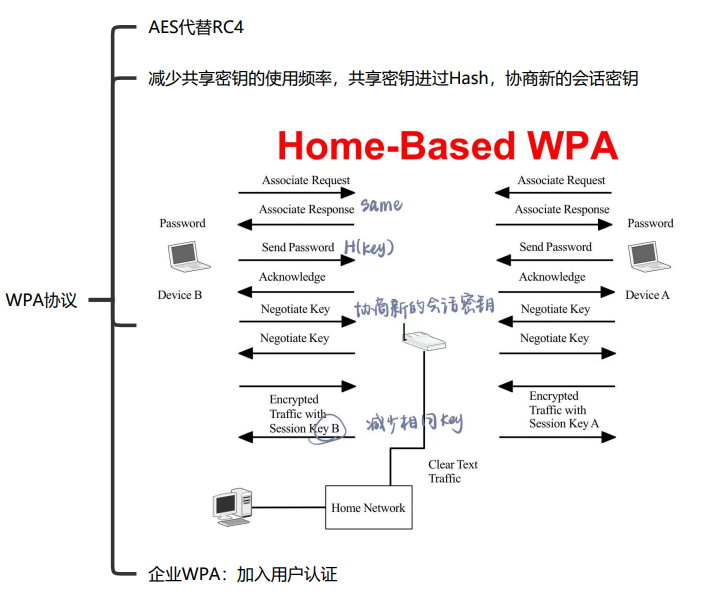 AES代替RC4
减少共享密钥的使用频率，共享密钥进过Hash，协商新的会话密钥
Home-Based WPA
Associate Request
Associate Response same
Password
Send Password H(key)
Device B
Acknowledge
Negotiate Key 协商新的会话密钥
Negotiate Key
Encrypted
Traffic with
Session Key B 减少相同key
Associate Request
Associate Response
Password
Send Password
Device A
Acknowledge
Negotiate Key
Negotiate Key
Encrypted
Traffic with
Session Key A
WPA协议
Clear Text
Traffic
Home Network
企业WPA：加入用户认证